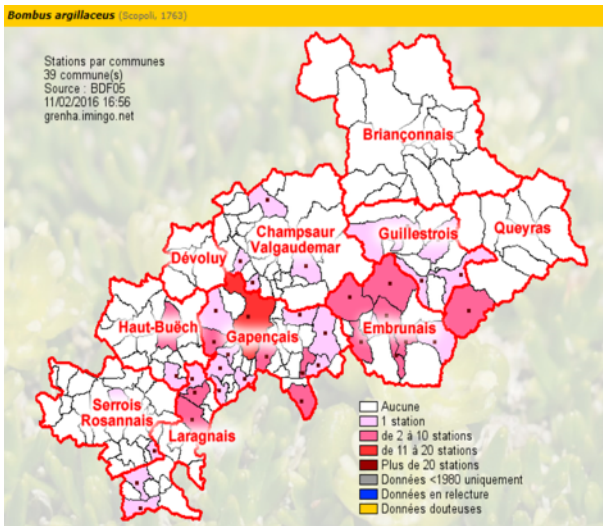 Bombus argillaceus (Scopoli, 1763)
Stations par communes
39 commune(s)
Source : BDF05
11/02/2016 16:56
grenha.imingo.net
Briançonnais
Champsaur
Valgaudemar
Guillestrois
Queyras
Dévoluy
Haut-Buëch
Gapençais
Embrunais
Serrois
Rosannais
Laragnais
Aucune
1 station
de 2 à 10 stations
de 11 à 20 stations
Plus de 20 stations
Données <1980 uniquement
Données en relecture
Données douteuses